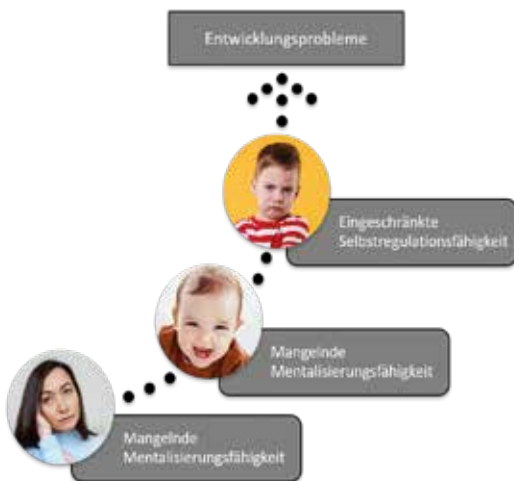 Entwicklungsprobleme
Eingeschränkte
Selbstregulationsfähigkeit
Mangelnde
Mentalisierungsfähigkeit
Mangelnde
Mentalisierungsfähigkeit